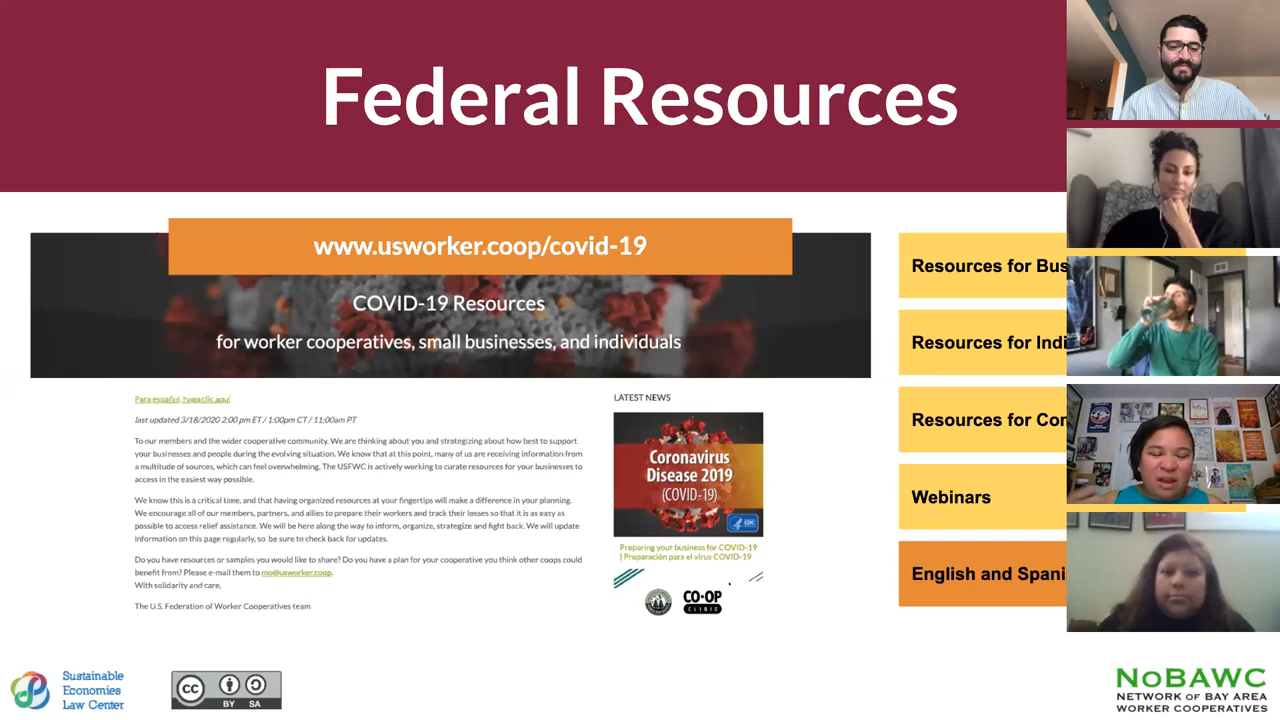 Federal Resources
www.usworker.coop/covid-19
COVID-19 Resources
for worker cooperatives, small businesses, and individuals
Para español, haga clic aquí
last updated 3/18/2020 2:00 pm ET / 1:00pm CT / 11:00am PT
To our members and the wider cooperative community. We are thinking about you and strategizing about how best to support
your businesses and people during the evolving situation. We know that at this point, many of us are receiving information from
a multitude of sources, which can feel overwhelming. The USFWC is actively working to curate resources for your businesses to
access in the easiest way possible.
We know this is a critical time, and that having organized resources at your fingertips will make a difference in your planning.
We encourage all of our members, partners, and allies to prepare their workers and track their losses so that it is as easy as
possible to access relief assistance. We will be here along the way to inform, organize, strategize and fight back. We will update
information on this page regularly, so be sure to check back for updates.
Do you have resources or samples you would like to share? Do you have a plan for your cooperative you think other coops could
benefit from? Please e-mail them to mo@usworker.coop.
With solidarity and care,
The U.S. Federation of Worker Cooperatives team
LATEST NEWS
Coronavirus
Disease 2019
(COVID-19)
CDC
Preparing your business for COVID-19
| Preparación para el virus COVID-19
CO-OP
CLINIC
Resources for Bus
Resources for Indi
Resources for Con
Webinars
English and Spani
Sustainable
Economies
Law Center
CC
BY SA
NoBAWC
NETWORK OF BAY AREA
WORKER COOPERATIVES